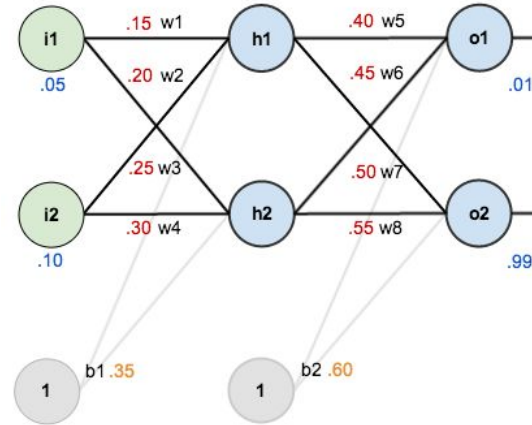 .15 w1 .40 w5
i1 h1 o1
.05 .20 w2 .45 w6 .01
.25 w3 .50 w7
i2 h2 o2
.30 w4 .55 w8
.10 .99
b1 .35 b2 .60
1 1